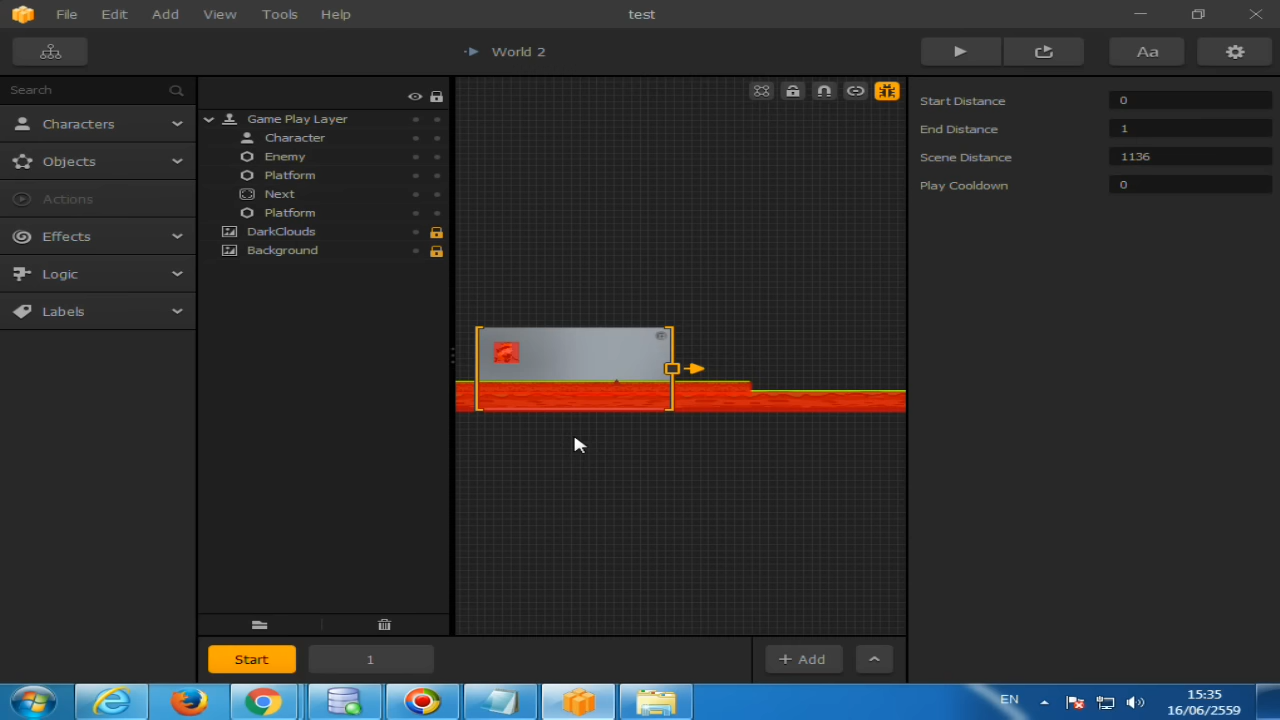 File Edit Add View Tools Help
test
World 2
Aa
Search
Characters
Objects
Actions
Effects
Logic
Labels
Game Play Layer
Character
Enemy
Platform
Next
Platform
DarkClouds
Background
Start Distance 0
End Distance 1
Scene Distance 1136
Play Cooldown 0
Start
1
+ Add
EN
15:35
16/06/2559